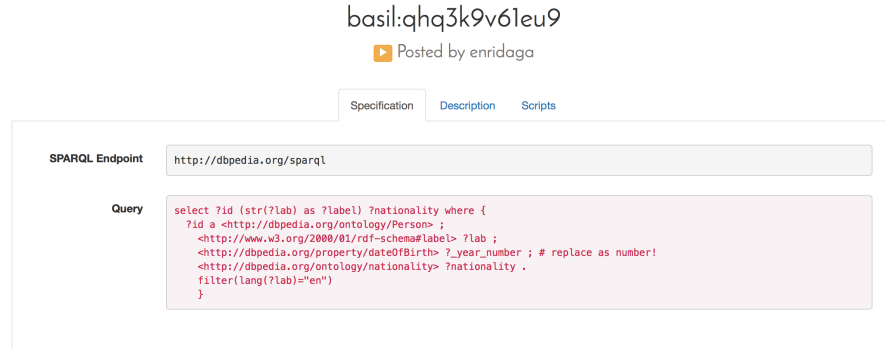 basil:qhq3k9v61eu9
Posted by enridaga
Specification Description Scripts
SPARQL Endpoint http://dbpedia.org/sparql
Query select ?id (str(?lab) as ?label) ?nationality where {
?id a <http://dbpedia.org/ontology/Person> ;
<http://www.w3.org/2000/01/rdf-schema#label> ?lab ;
<http://dbpedia.org/property/dateOfBirth> ?_year_number ; # replace as number!
<http://dbpedia.org/ontology/nationality> ?nationality .
filter(lang(?lab)="en")
}